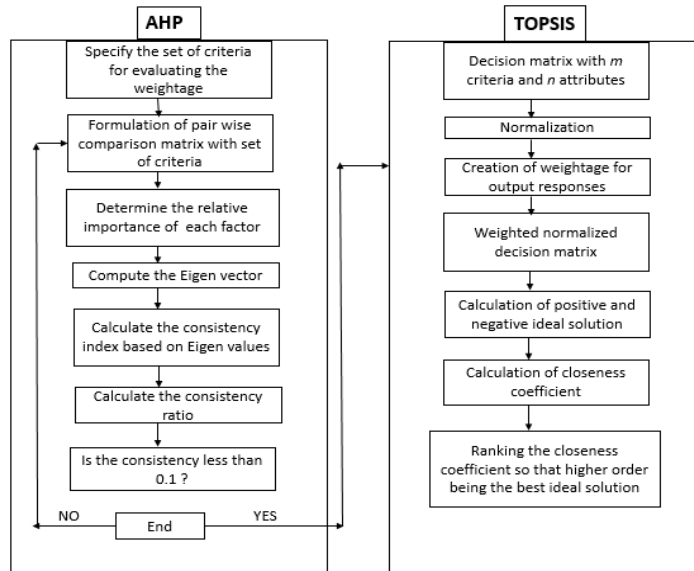 AHP
Specify the set of criteria
for evaluating the
weightage
Formulation of pair wise
comparison matrix with set
of criteria
Determine the relative
importance of each factor
Compute the Eigen vector
Calculate the consistency
index based on Eigen values
Calculate the consistency
ratio
Is the consistency less than
0.1 ?
NO
End
YES
TOPSIS
Decision matrix with m
criteria and n attributes
Normalization
Creation of weightage for
output responses
Weighted normalized
decision matrix
Calculation of positive and
negative ideal solution
Calculation of closeness
coefficient
Ranking the closeness
coefficient so that higher order
being the best ideal solution